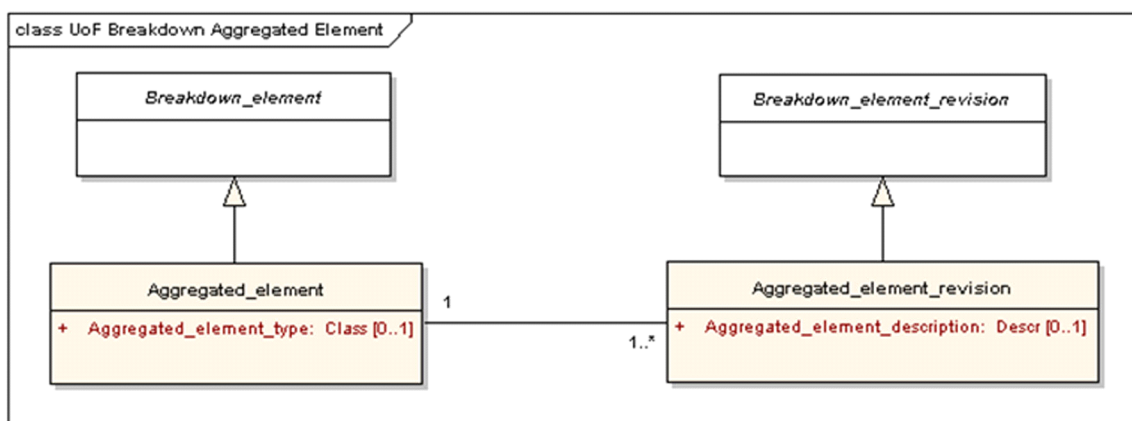 class UoF Breakdown Aggregated Element
Breakdown_element
Breakdown_element_revision
Aggregated_element
+ Aggregated_element_type: Class [0..1]
1
1..*
Aggregated_element_revision
+ Aggregated_element_description: Descr [0..1]